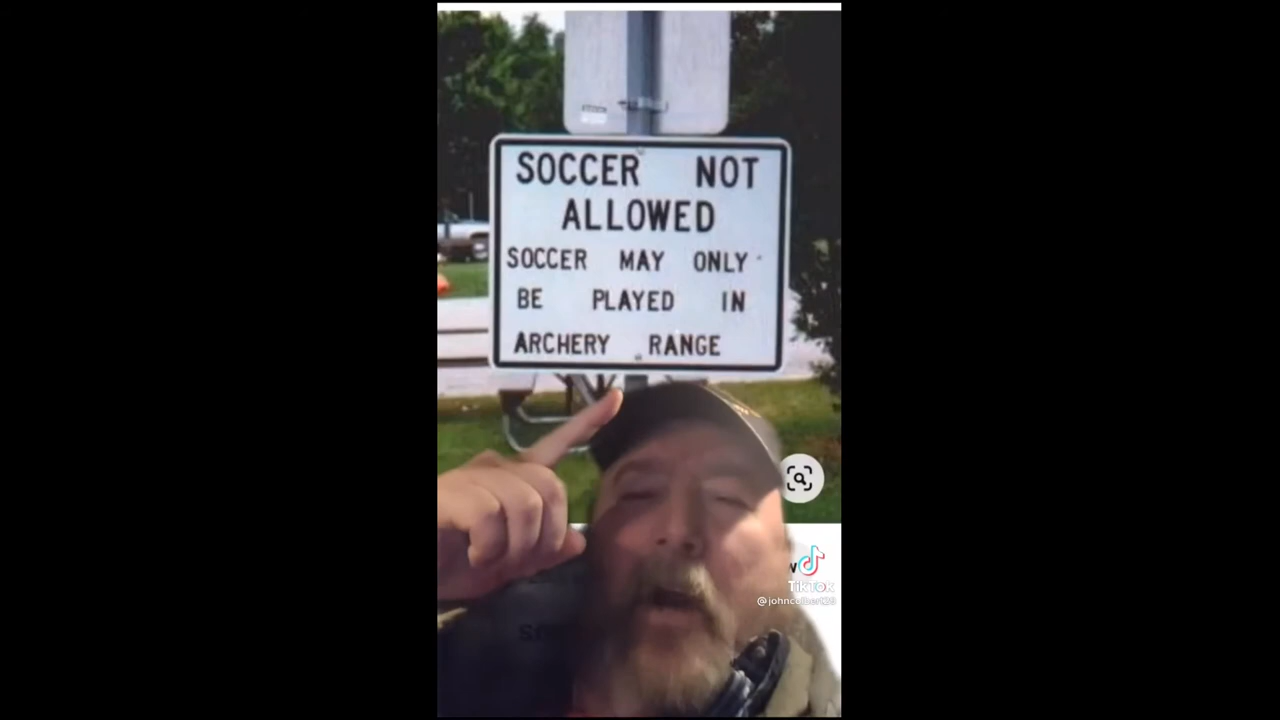 SOCCER NOT
ALLOWED
SOCCER MAY ONLY
BE PLAYED IN
ARCHERY RANGE
TikTok